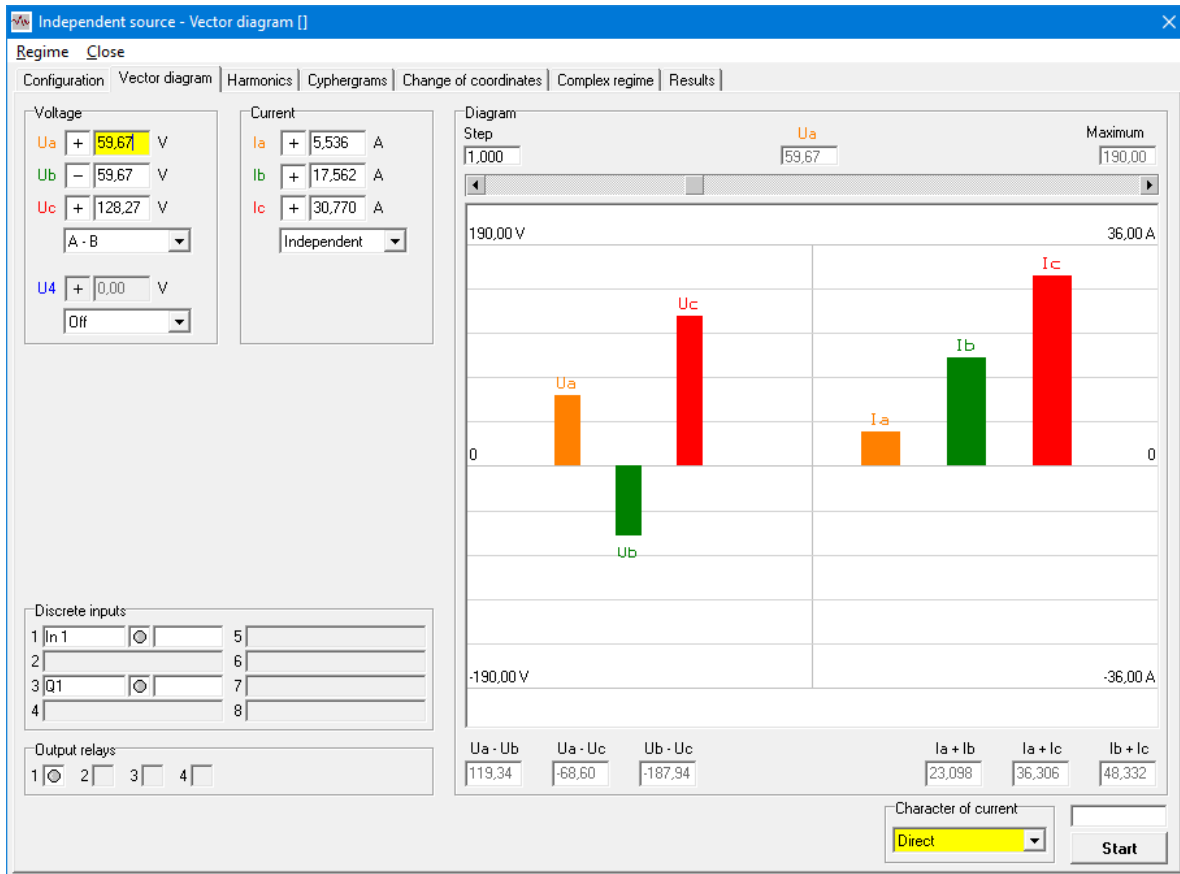 Independent source - Vector diagram []
Regime Close
Configuration Vector diagram Harmonics Cyphergrams Change of coordinates Complex regime Results
Voltage
Ua + 59,67 V
Ub – 59,67 V
Uc + 128,27 V
A - B
U4 + 0,00 V
Off
Current
Ia + 5,536 A
Ib + 17,562 A
Ic + 30,770 A
Independent
Diagram
Step Ua Maximum
1,000 59,67 190,00
190,00 V 36,00 A
Ic
Uc
Ib
Ua
Ia
0 0
Ub
-190,00 V -36,00 A
Ua - Ub Ua - Uc Ub - Uc Ia + Ib Ia + Ic Ib + Ic
119,34 -68,60 -187,94 23,098 36,306 48,332
Discrete inputs
1 In 1 5
2 6
3 Q1 7
4 8
Output relays
1 2 3 4
Character of current
Direct
Start